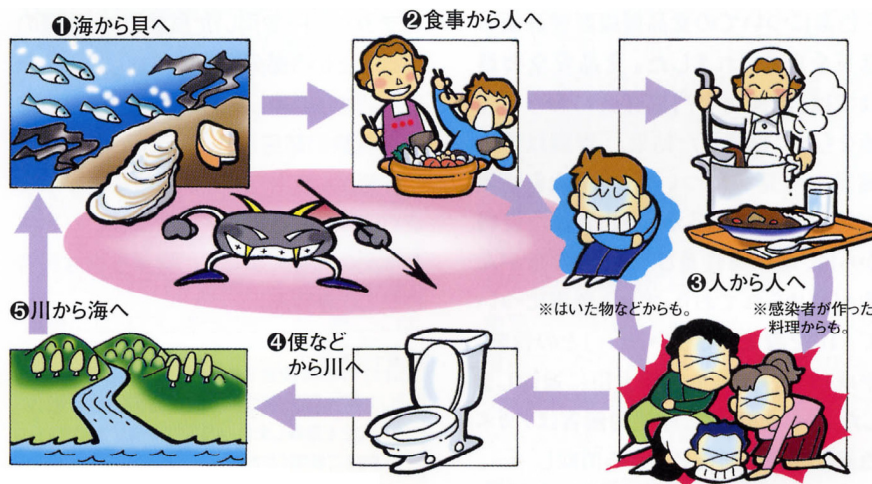 ❶海から貝へ
❷食事から人へ
❸人から人へ
※はいた物などからも。
※感染者が作った
料理からも。
❹便など
から川へ
❺川から海へ